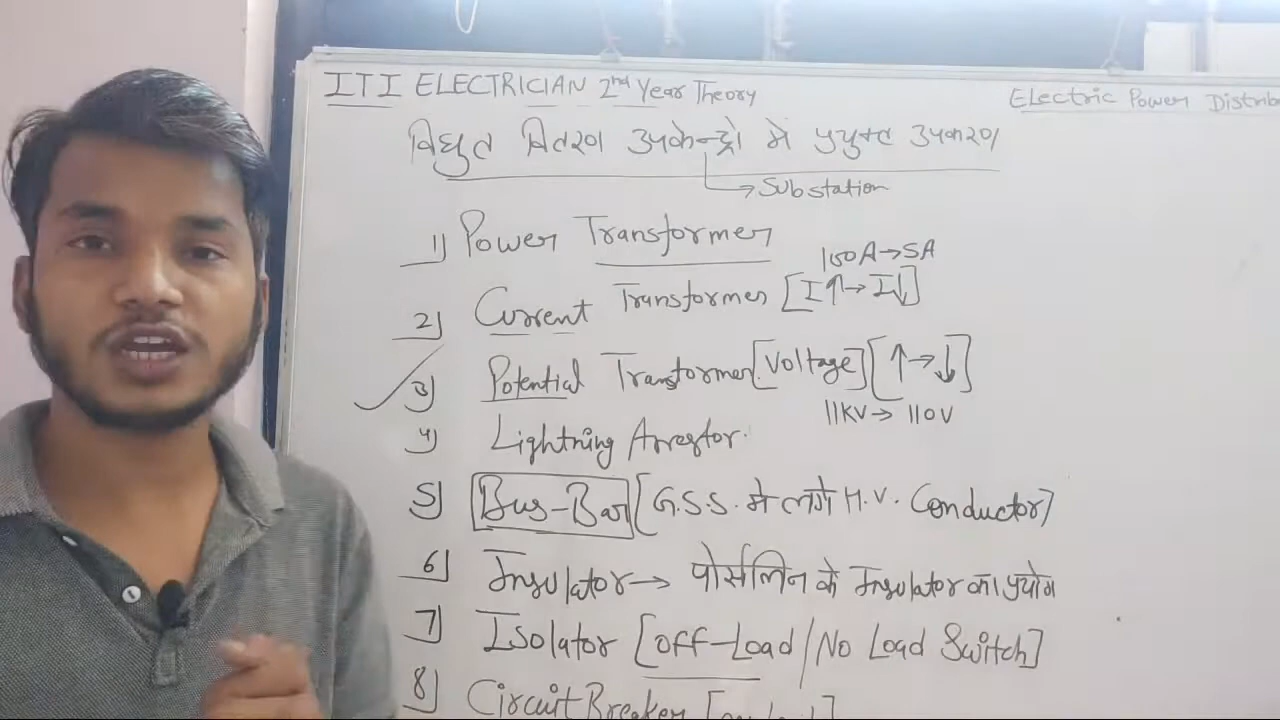 ITI ELECTRICIAN 2nd Year Theory
Electric Power Distrib
विधुत वितरण उपकेन्द्रो मे प्रयुक्त उपकरण
→ Substation
1) Power Transformer
100A→5A
2) Current Transformer [I↑→I↓]
3) Potential Transformer [Voltage] [↑→↓]
11KV→ 110V
4) Lightning Arrestor.
5) Bus-Bar [G.S.S. मे लगे H.V. Conductor]
6) Insulator→ पोर्सलिन के Insulator का प्रयोग
7) Isolator [off-Load/No Load Switch]
8) Circuit Breaker [